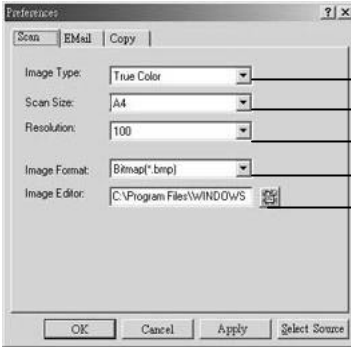 Preferences
Scan EMail Copy
Image Type: True Color
Scan Size: A4
Resolution: 100
Image Format: Bitmap(*.bmp)
Image Editor: C:\Program Files\WINDOWS
OK Cancel Apply Select Source